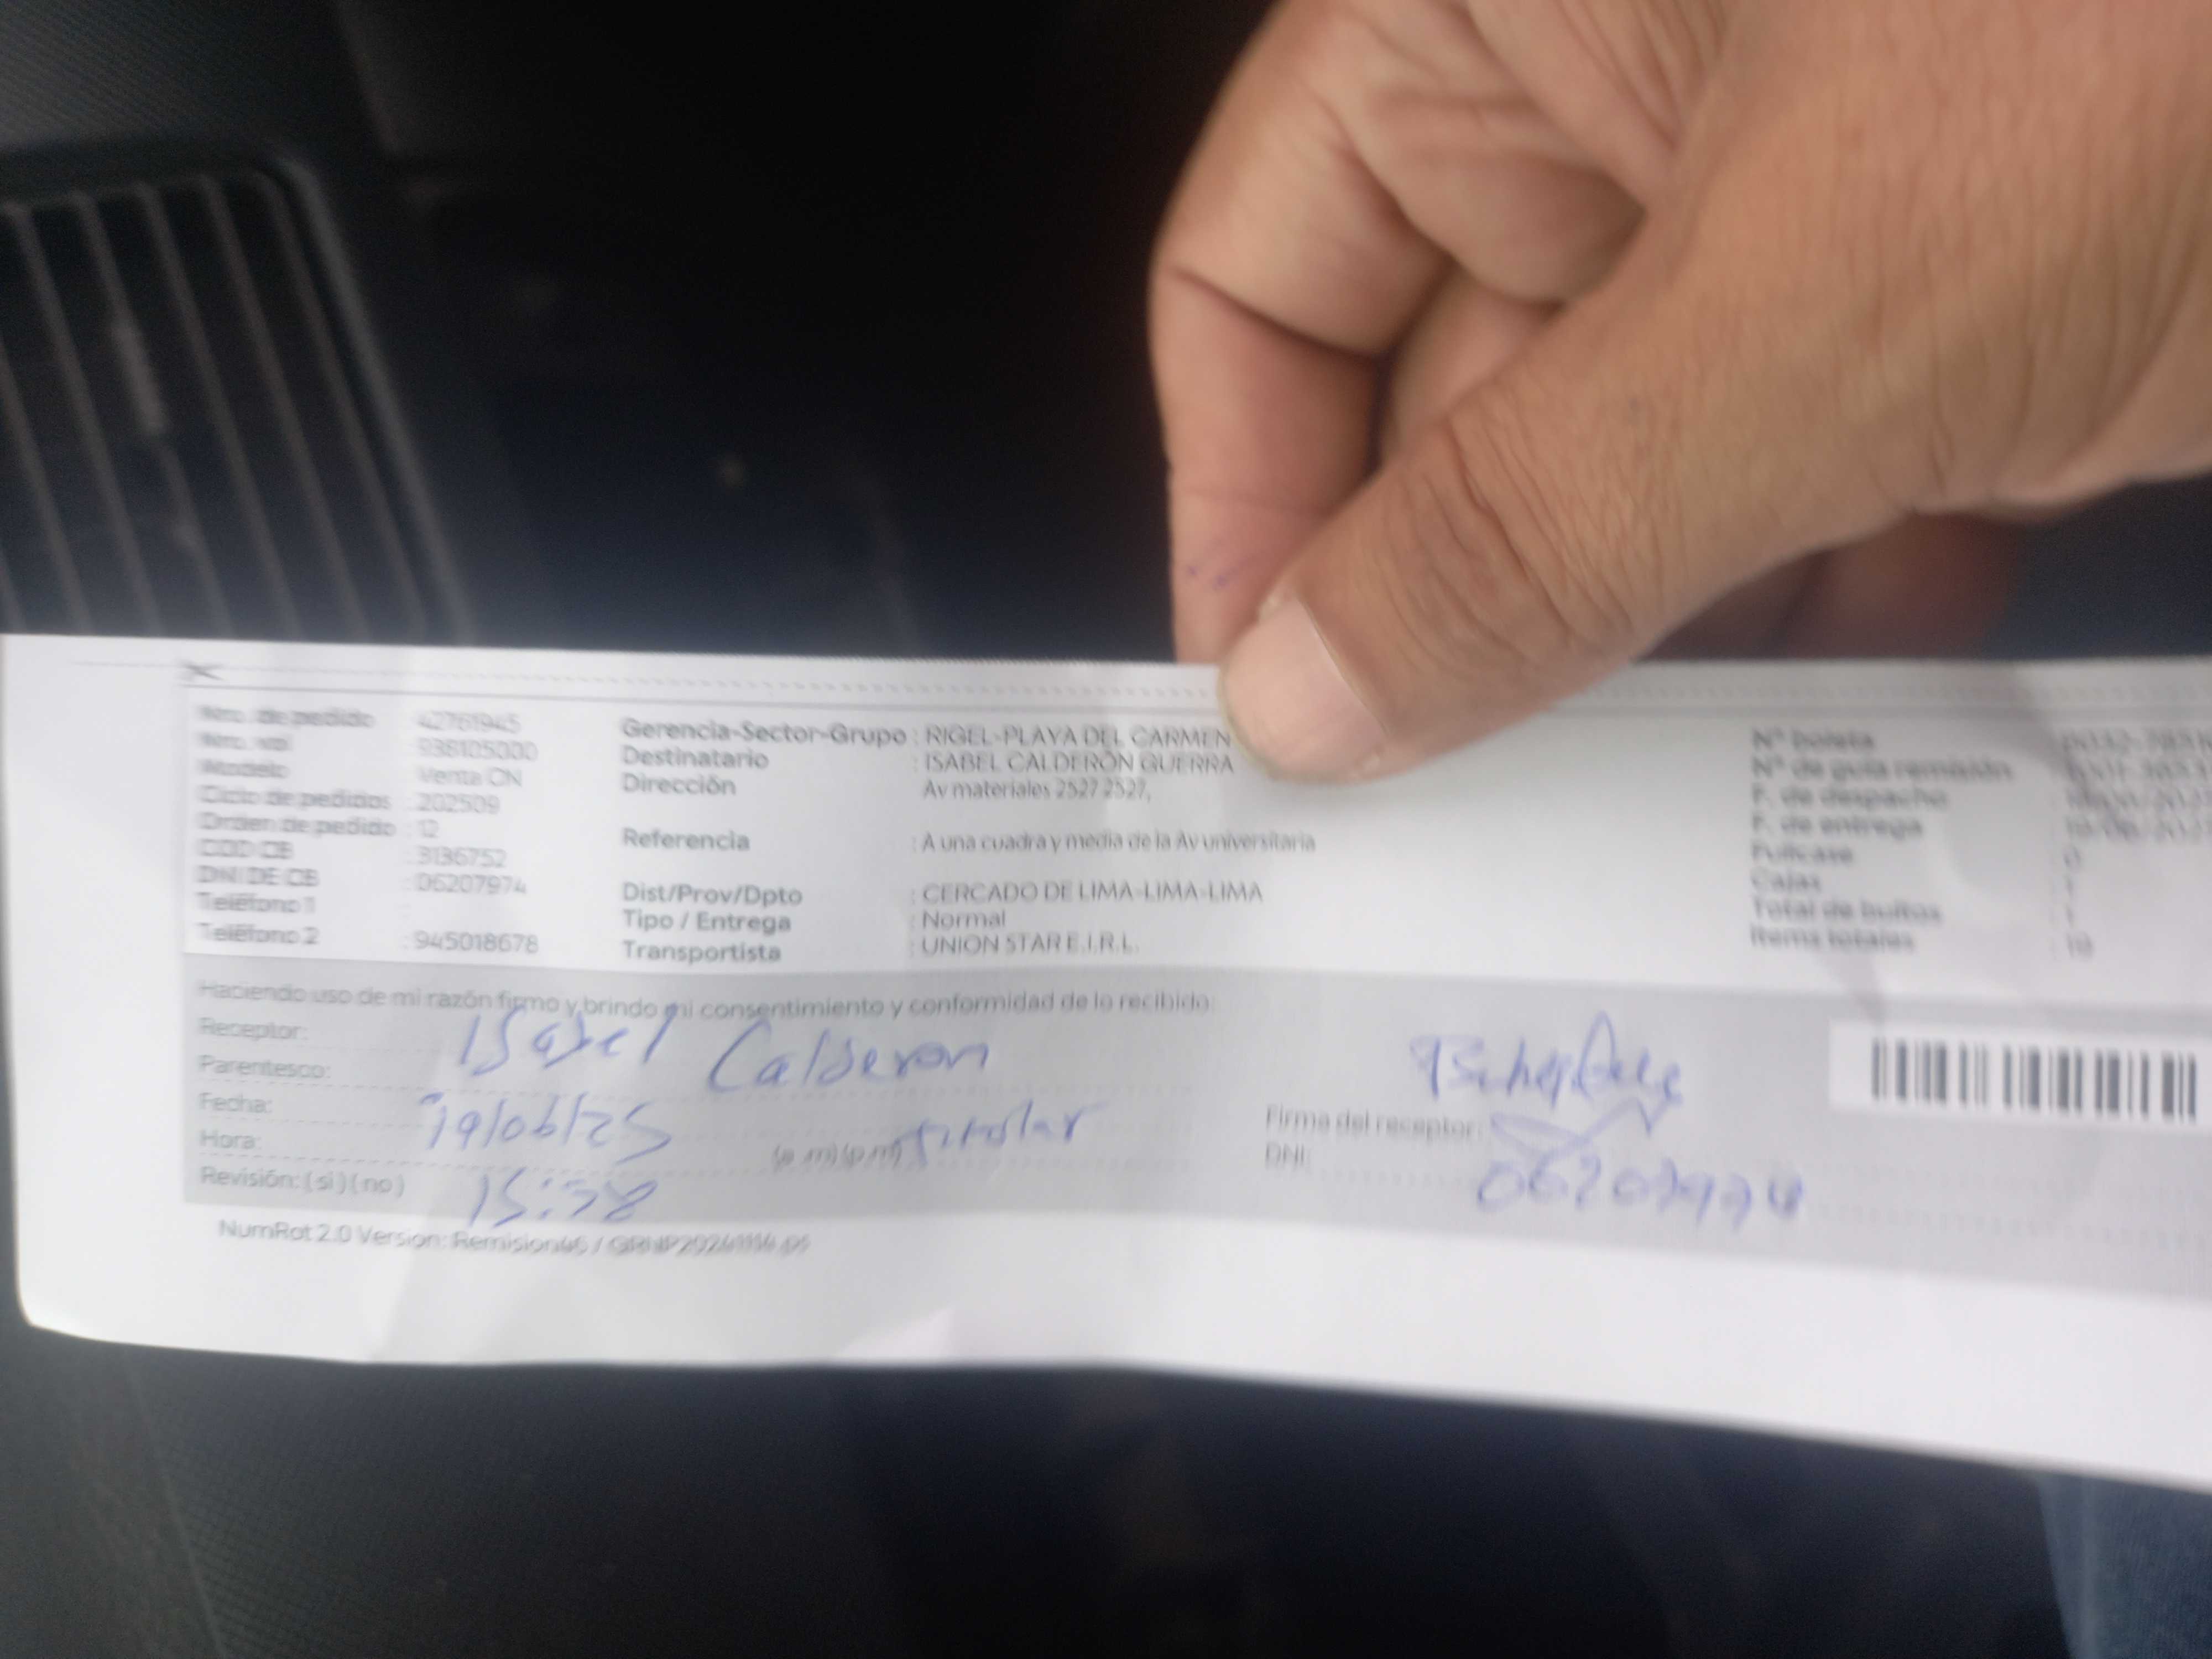 Nro. de pedido : 42761945
Nro. val : 938105000
Modelo : Venta CN
Ciclo de pedidos : 202509
Orden de pedido : 12
COD CB : 3136752
DNI DE CB : 06207974
Teléfono 1
Teléfono 2 : 945018678
Gerencia-Sector-Grupo : RIGEL-PLAYA DEL CARMEN
Destinatario : ISABEL CALDERÓN GUERRA
Dirección : Av materiales 2527 2527,
Referencia : A una cuadra y media de la Av universitaria
Dist/Prov/Dpto : CERCADO DE LIMA-LIMA-LIMA
Tipo / Entrega : Normal
Transportista : UNION STAR E.I.R.L.
N° boleta
N° de guía remisión
F. de despacho
F. de entrega
Fullcase : 0
Cajas : 1
Total de bultos : 1
Items totales
Haciendo uso de mi razón firmo y brindo mi consentimiento y conformidad de lo recibido:
Receptor: Isabel Calderon
Parentesco:
Fecha: 19/06/25
titular
Hora: (a.m)(p.m)
Revisión: (si) (no) 15:38
Firma del receptor:
DNI: 06207974
NumRot 2.0 Version: Remision46 /